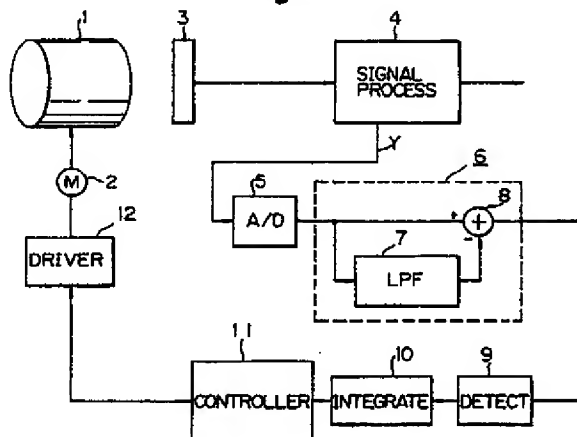 1
3
4
SIGNAL
PROCESS
Y
5
6
A/D
+
8
+
-
7
LPF
M
2
12
DRIVER
11
10
9
CONTROLLER
INTEGRATE
DETECT